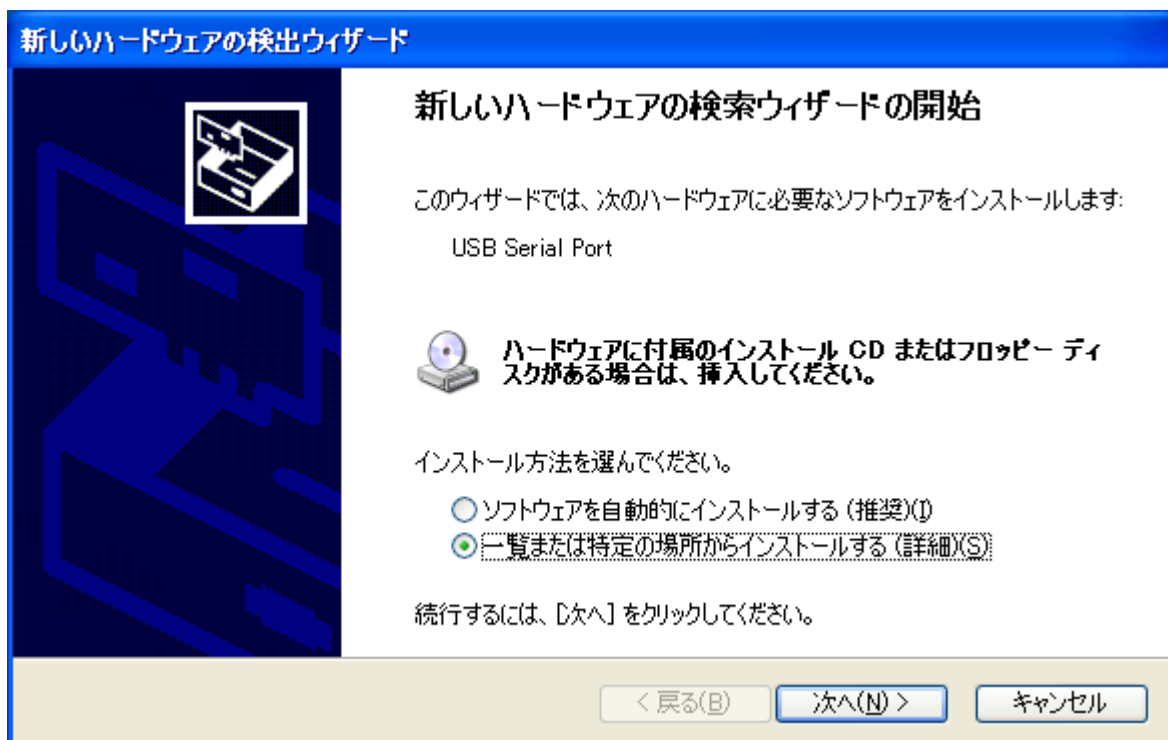 新しいハードウェアの検出ウィザード
新しいハードウェアの検索ウィザードの開始
このウィザードでは、次のハードウェアに必要なソフトウェアをインストールします:
USB Serial Port
ハードウェアに付属のインストール CD またはフロッピー ディ
スクがある場合は、挿入してください。
インストール方法を選んでください。
ソフトウェアを自動的にインストールする (推奨)(I)
一覧または特定の場所からインストールする (詳細)(S)
続行するには、[次へ] をクリックしてください。
< 戻る(B) 次へ(N) > キャンセル